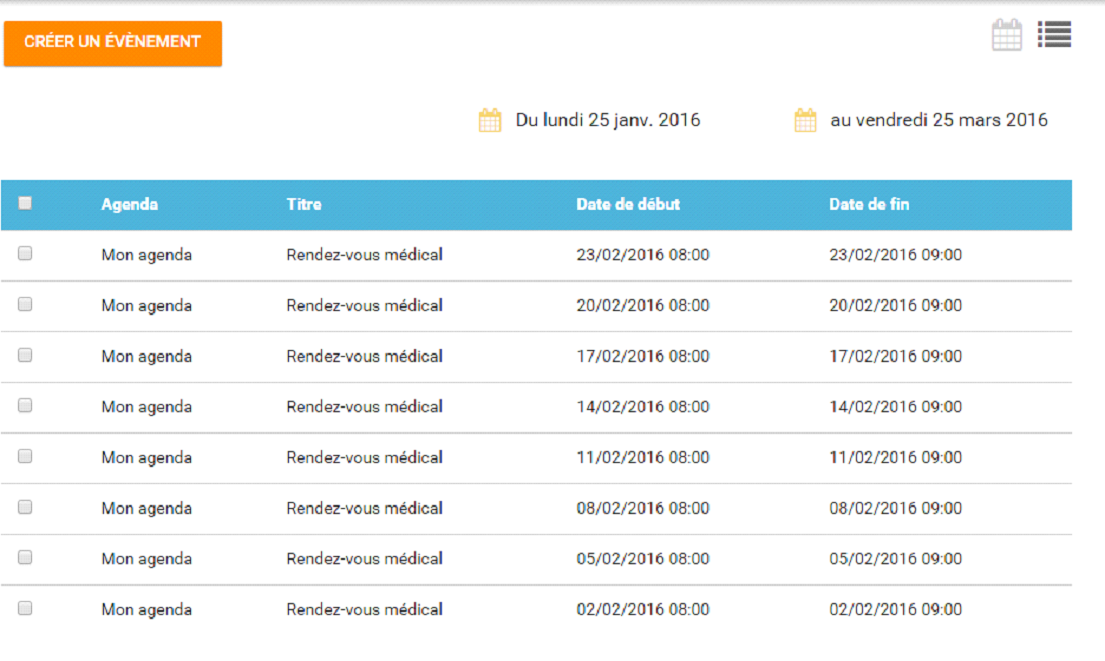 CRÉER UN ÉVÈNEMENT
Du lundi 25 janv. 2016 au vendredi 25 mars 2016
Agenda Titre Date de début Date de fin
Mon agenda Rendez-vous médical 23/02/2016 08:00 23/02/2016 09:00
Mon agenda Rendez-vous médical 20/02/2016 08:00 20/02/2016 09:00
Mon agenda Rendez-vous médical 17/02/2016 08:00 17/02/2016 09:00
Mon agenda Rendez-vous médical 14/02/2016 08:00 14/02/2016 09:00
Mon agenda Rendez-vous médical 11/02/2016 08:00 11/02/2016 09:00
Mon agenda Rendez-vous médical 08/02/2016 08:00 08/02/2016 09:00
Mon agenda Rendez-vous médical 05/02/2016 08:00 05/02/2016 09:00
Mon agenda Rendez-vous médical 02/02/2016 08:00 02/02/2016 09:00